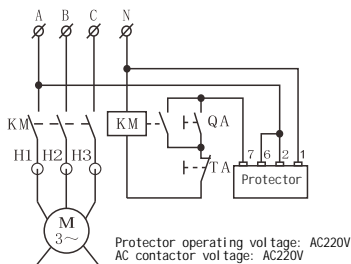 A B C N
KM
KM
QA
H1 H2 H3
TA
7 6 2 1
Protector
M
3~
Protector operating voltage: AC220V
AC contactor voltage: AC220V